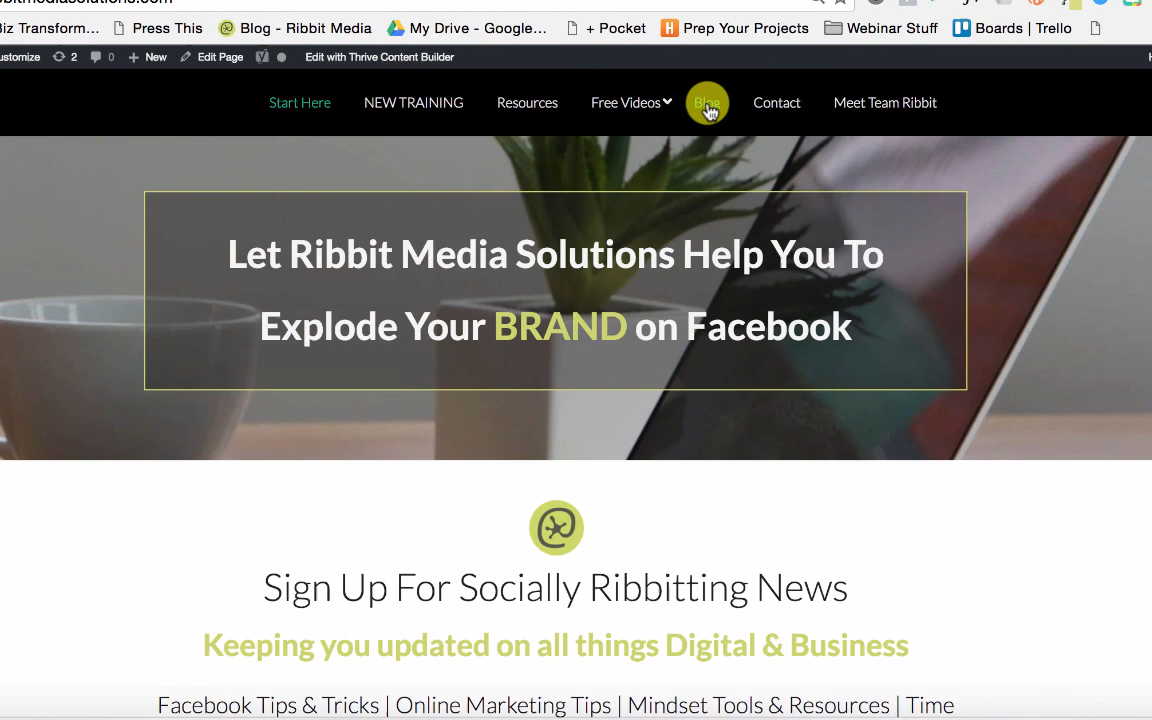 bitmediasolutions.com
Biz Transform... Press This Blog - Ribbit Media My Drive - Google... + Pocket H Prep Your Projects Webinar Stuff Boards | Trello
ustomize 2 0 New Edit Page Edit with Thrive Content Builder H
Start Here NEW TRAINING Resources Free Videos Blog Contact Meet Team Ribbit
Let Ribbit Media Solutions Help You To
Explode Your BRAND on Facebook
Sign Up For Socially Ribbitting News
Keeping you updated on all things Digital & Business
Facebook Tips & Tricks | Online Marketing Tips | Mindset Tools & Resources | Time